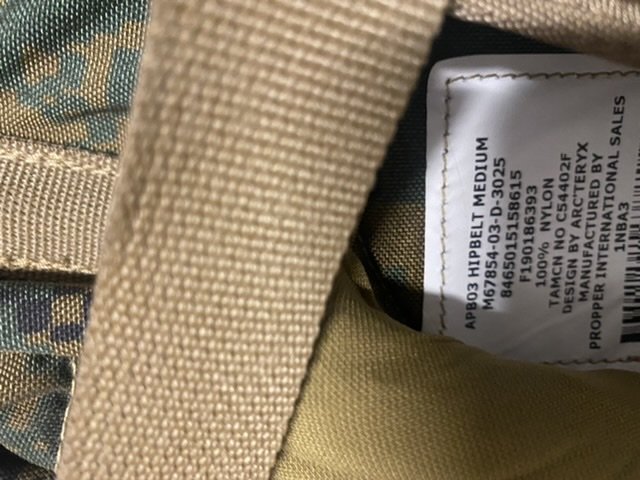 APB03 HIPBELT MEDIUM
M67854-03-D-3025
8465015158615
F190186393
100% NYLON
TAMCN NO C54402F
DESIGN BY ARC'TERYX
MANUFACTURED BY
PROPPER INTERNATIONAL SALES
1NBA3